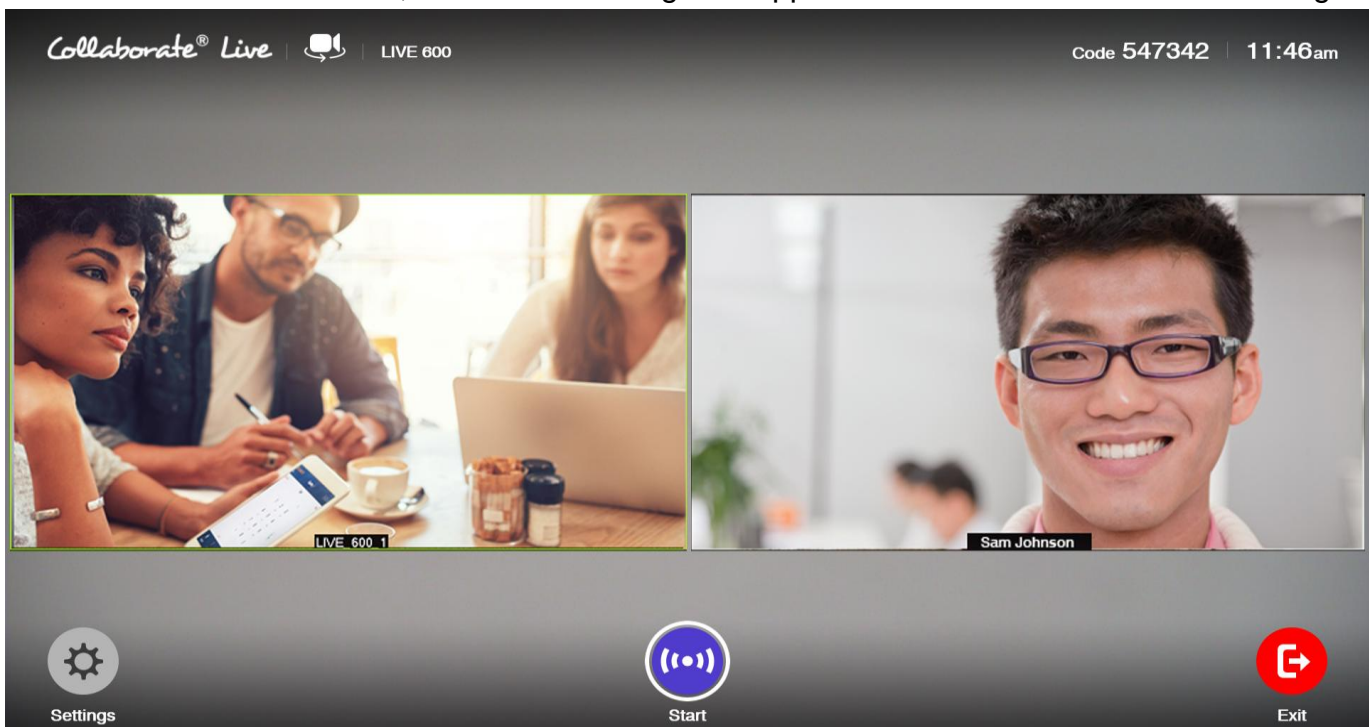 Collaborate® Live | LIVE 600
Code 547342 | 11:46am
LIVE_600_1
Sam Johnson
Settings
Start
Exit